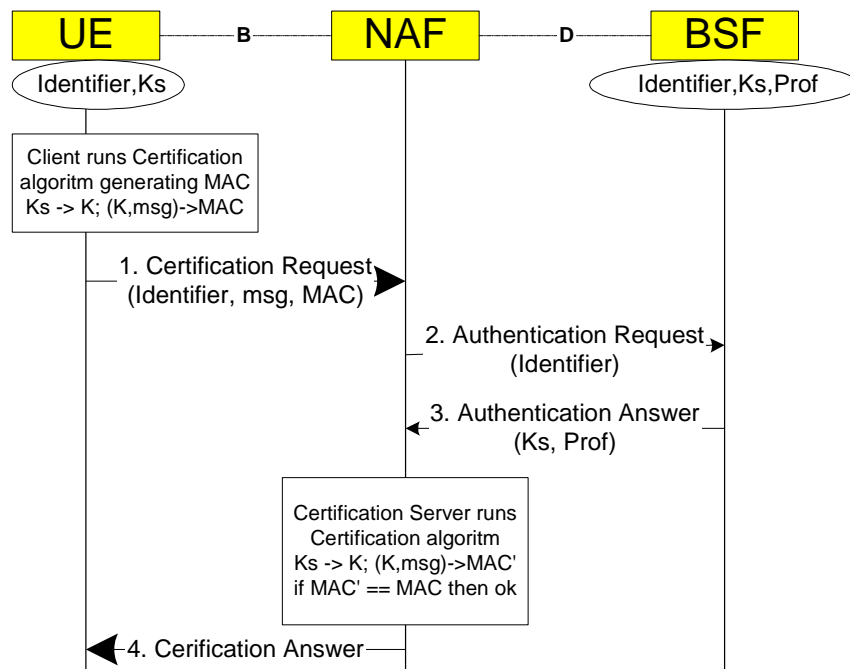 UE
B
NAF
D
BSF
Identifier,Ks
Identifier,Ks,Prof
Client runs Certification
algoritm generating MAC
Ks -> K; (K,msg)->MAC
1. Certification Request
(Identifier, msg, MAC)
2. Authentication Request
(Identifier)
3. Authentication Answer
(Ks, Prof)
Certification Server runs
Certification algoritm
Ks -> K; (K,msg)->MAC'
if MAC' == MAC then ok
4. Cerification Answer